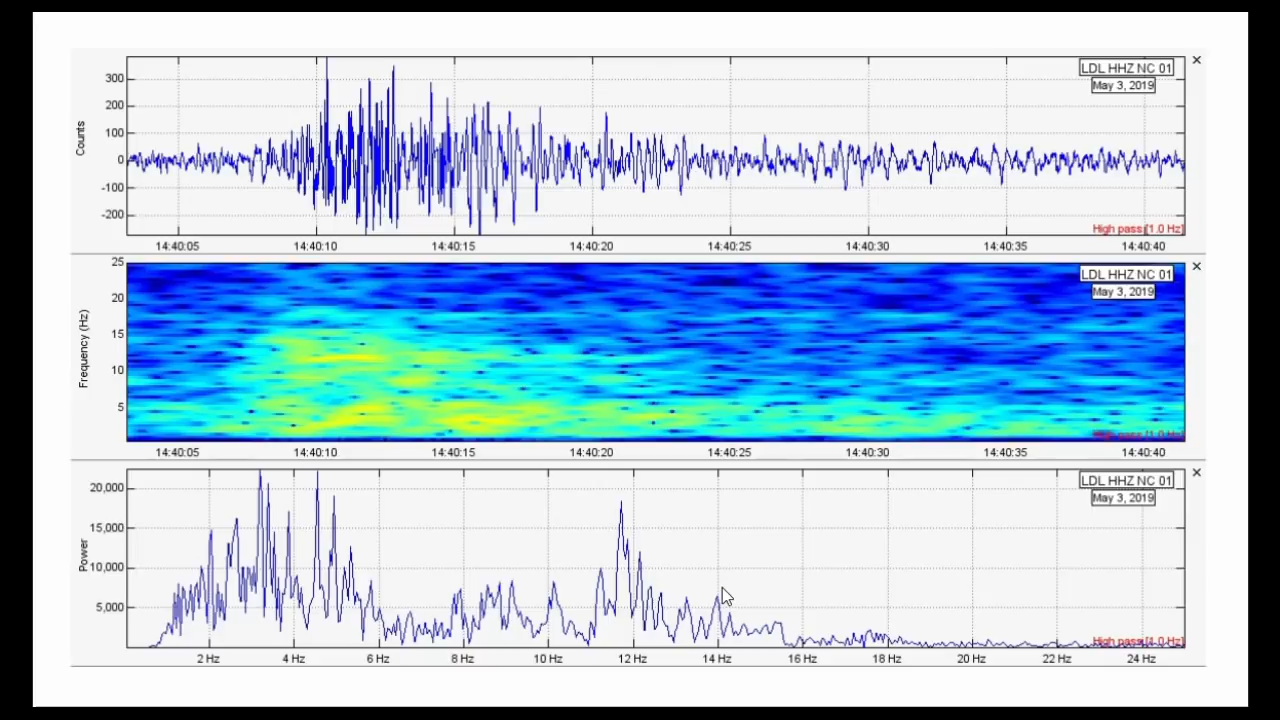 LDL HHZ NC 01
May 3, 2019
300
200
100
0
-100
-200
Counts
High pass [1.0 Hz]
14:40:05 14:40:10 14:40:15 14:40:20 14:40:25 14:40:30 14:40:35 14:40:40
LDL HHZ NC 01
May 3, 2019
25
20
15
10
5
Frequency (Hz)
High pass [1.0 Hz]
14:40:05 14:40:10 14:40:15 14:40:20 14:40:25 14:40:30 14:40:35 14:40:40
LDL HHZ NC 01
May 3, 2019
20,000
15,000
10,000
5,000
Power
High pass [1.0 Hz]
2 Hz 4 Hz 6 Hz 8 Hz 10 Hz 12 Hz 14 Hz 16 Hz 18 Hz 20 Hz 22 Hz 24 Hz